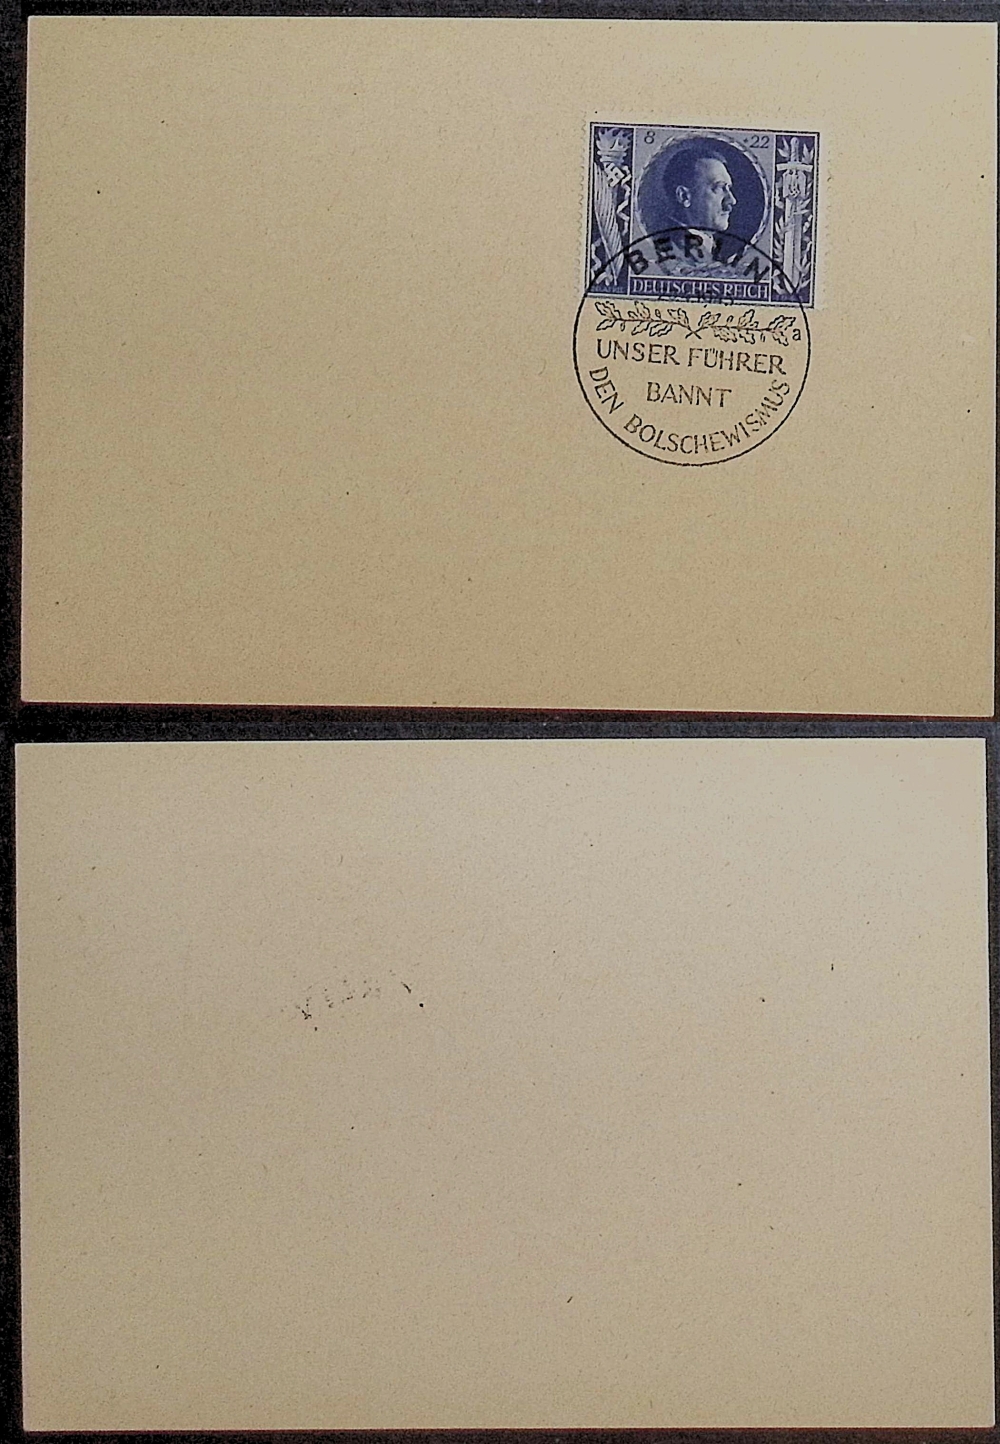 8 + 22
DEUTSCHES REICH
BERLIN
a
UNSER FÜHRER
BANNT
DEN BOLSCHEWISMUS